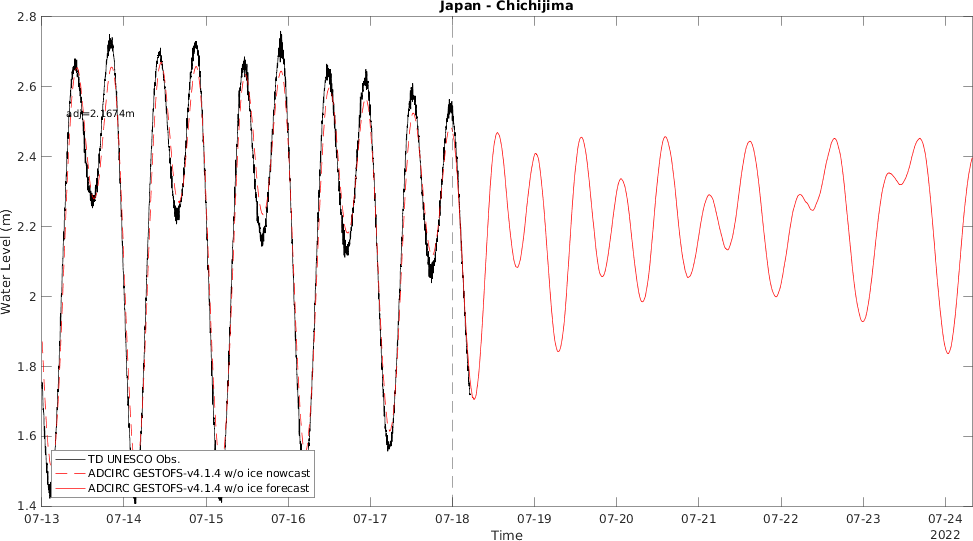 Japan - Chichijima
2.8
2.6
2.4
2.2
2
1.8
1.6
1.4
Water Level (m)
adj=2.1674m
TD UNESCO Obs.
ADCIRC GESTOFS-v4.1.4 w/o ice nowcast
ADCIRC GESTOFS-v4.1.4 w/o ice forecast
07-13 07-14 07-15 07-16 07-17 07-18 07-19 07-20 07-21 07-22 07-23 07-24
2022
Time